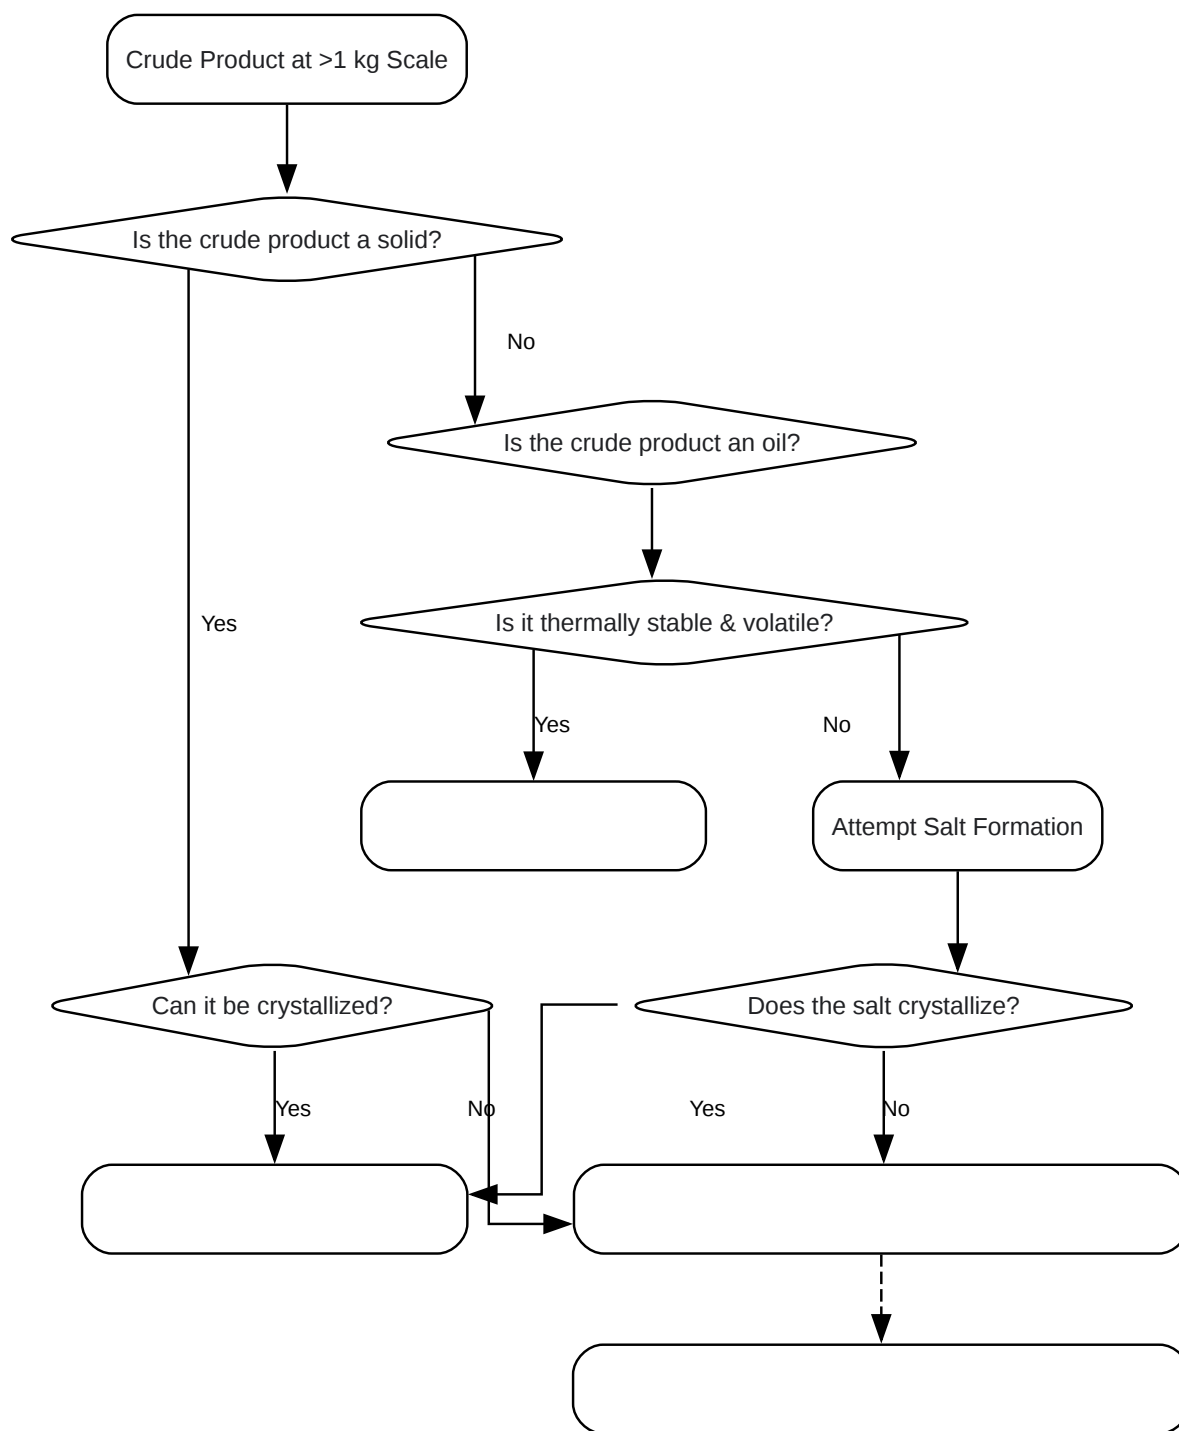 Crude Product at >1 kg Scale
Is the crude product a solid?
No
Is the crude product an oil?
Yes
Is it thermally stable & volatile?
Yes
No
Attempt Salt Formation
Can it be crystallized?
Does the salt crystallize?
Yes
No
Yes
No